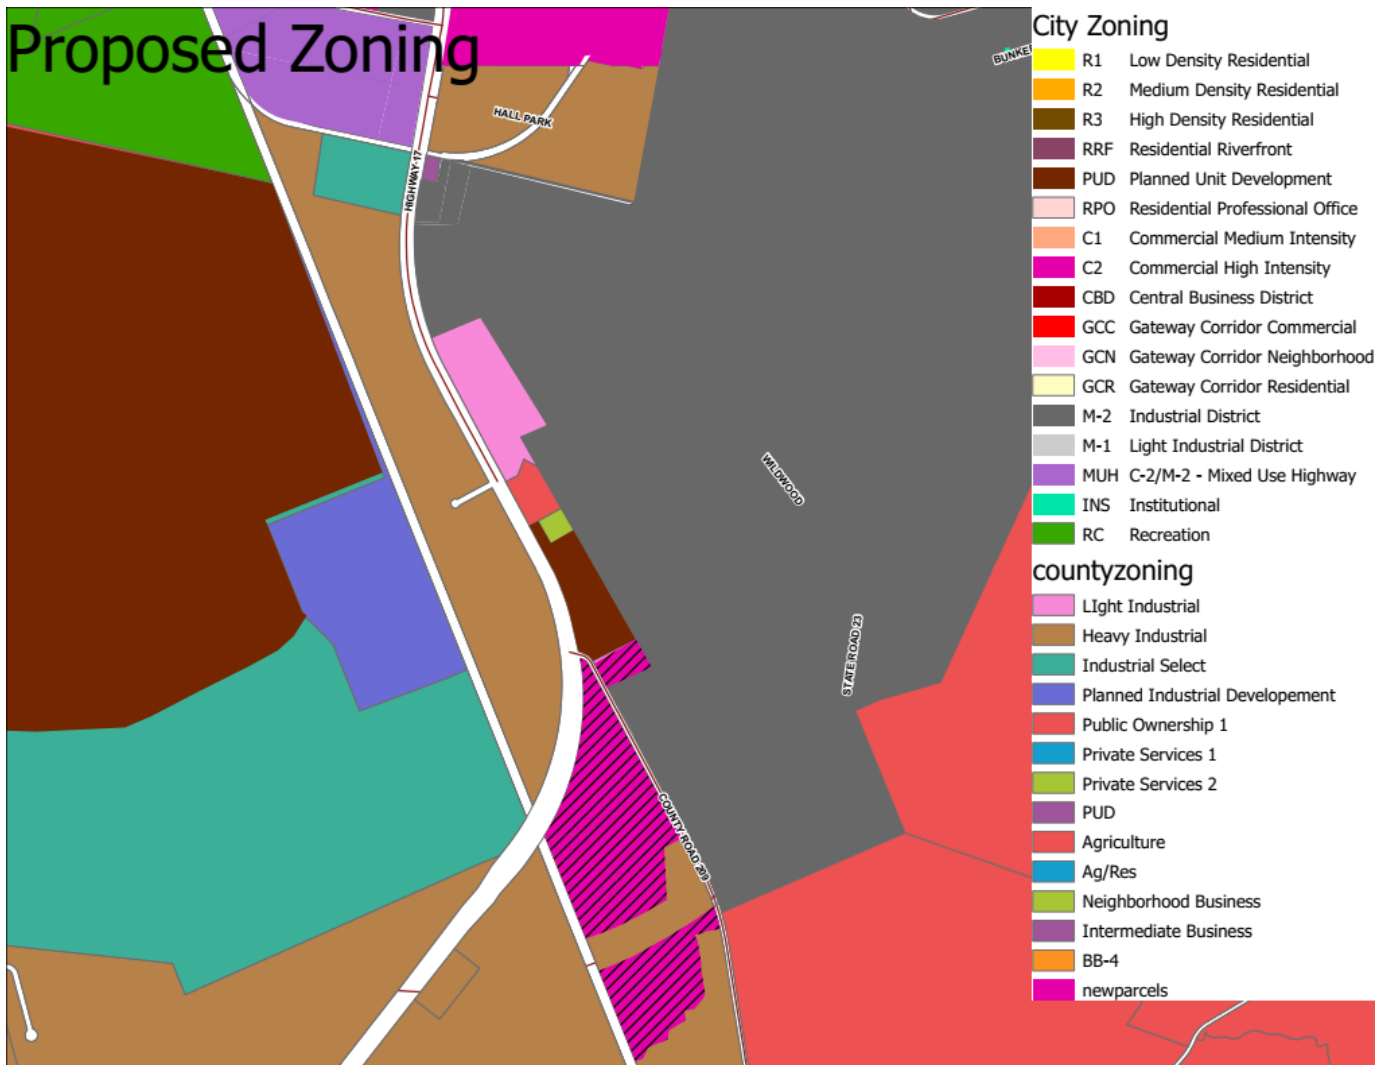 Proposed Zoning
HALL PARK
HIGHWAY 17
WILDWOOD
STATE ROAD 23
COUNTY ROAD 209
City Zoning
R1 Low Density Residential
R2 Medium Density Residential
R3 High Density Residential
RRF Residential Riverfront
PUD Planned Unit Development
RPO Residential Professional Office
C1 Commercial Medium Intensity
C2 Commercial High Intensity
CBD Central Business District
GCC Gateway Corridor Commercial
GCN Gateway Corridor Neighborhood
GCR Gateway Corridor Residential
M-2 Industrial District
M-1 Light Industrial District
MUH C-2/M-2 - Mixed Use Highway
INS Institutional
RC Recreation
countyzoning
LIght Industrial
Heavy Industrial
Industrial Select
Planned Industrial Developement
Public Ownership 1
Private Services 1
Private Services 2
PUD
Agriculture
Ag/Res
Neighborhood Business
Intermediate Business
BB-4
newparcels